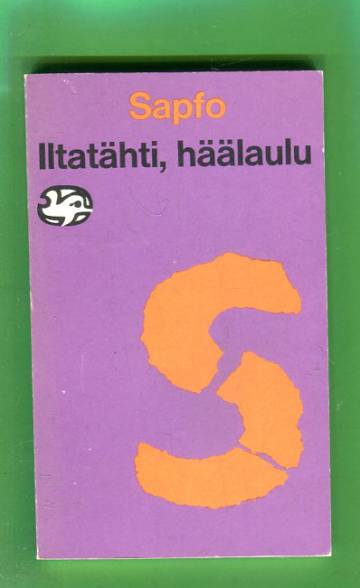 Sapfo
Iltatähti, häälaulu
S